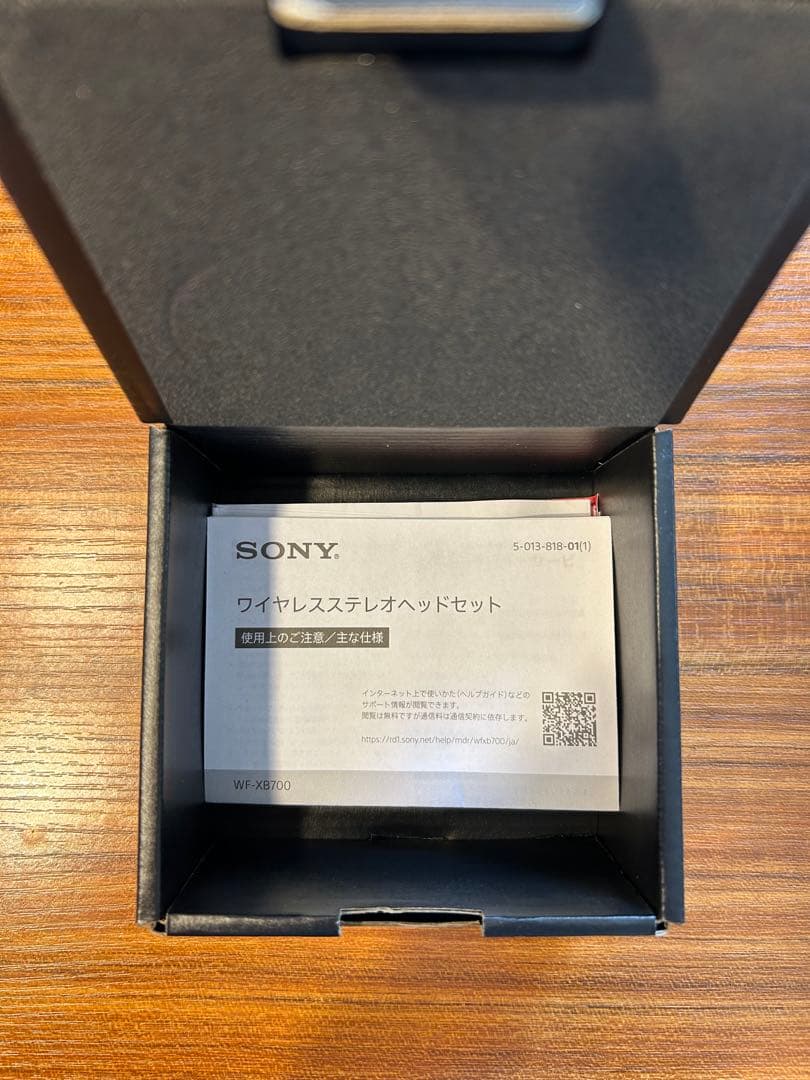 SONY®
5-013-818-01(1)
ワイヤレスステレオヘッドセット
使用上のご注意/主な仕様
インターネット上で使いかた(ヘルプガイド)などの
サポート情報が閲覧できます。
閲覧は無料ですが通信料は通信契約に依存します。
https://rd1.sony.net/help/mdr/wfxb700/ja/
WF-XB700